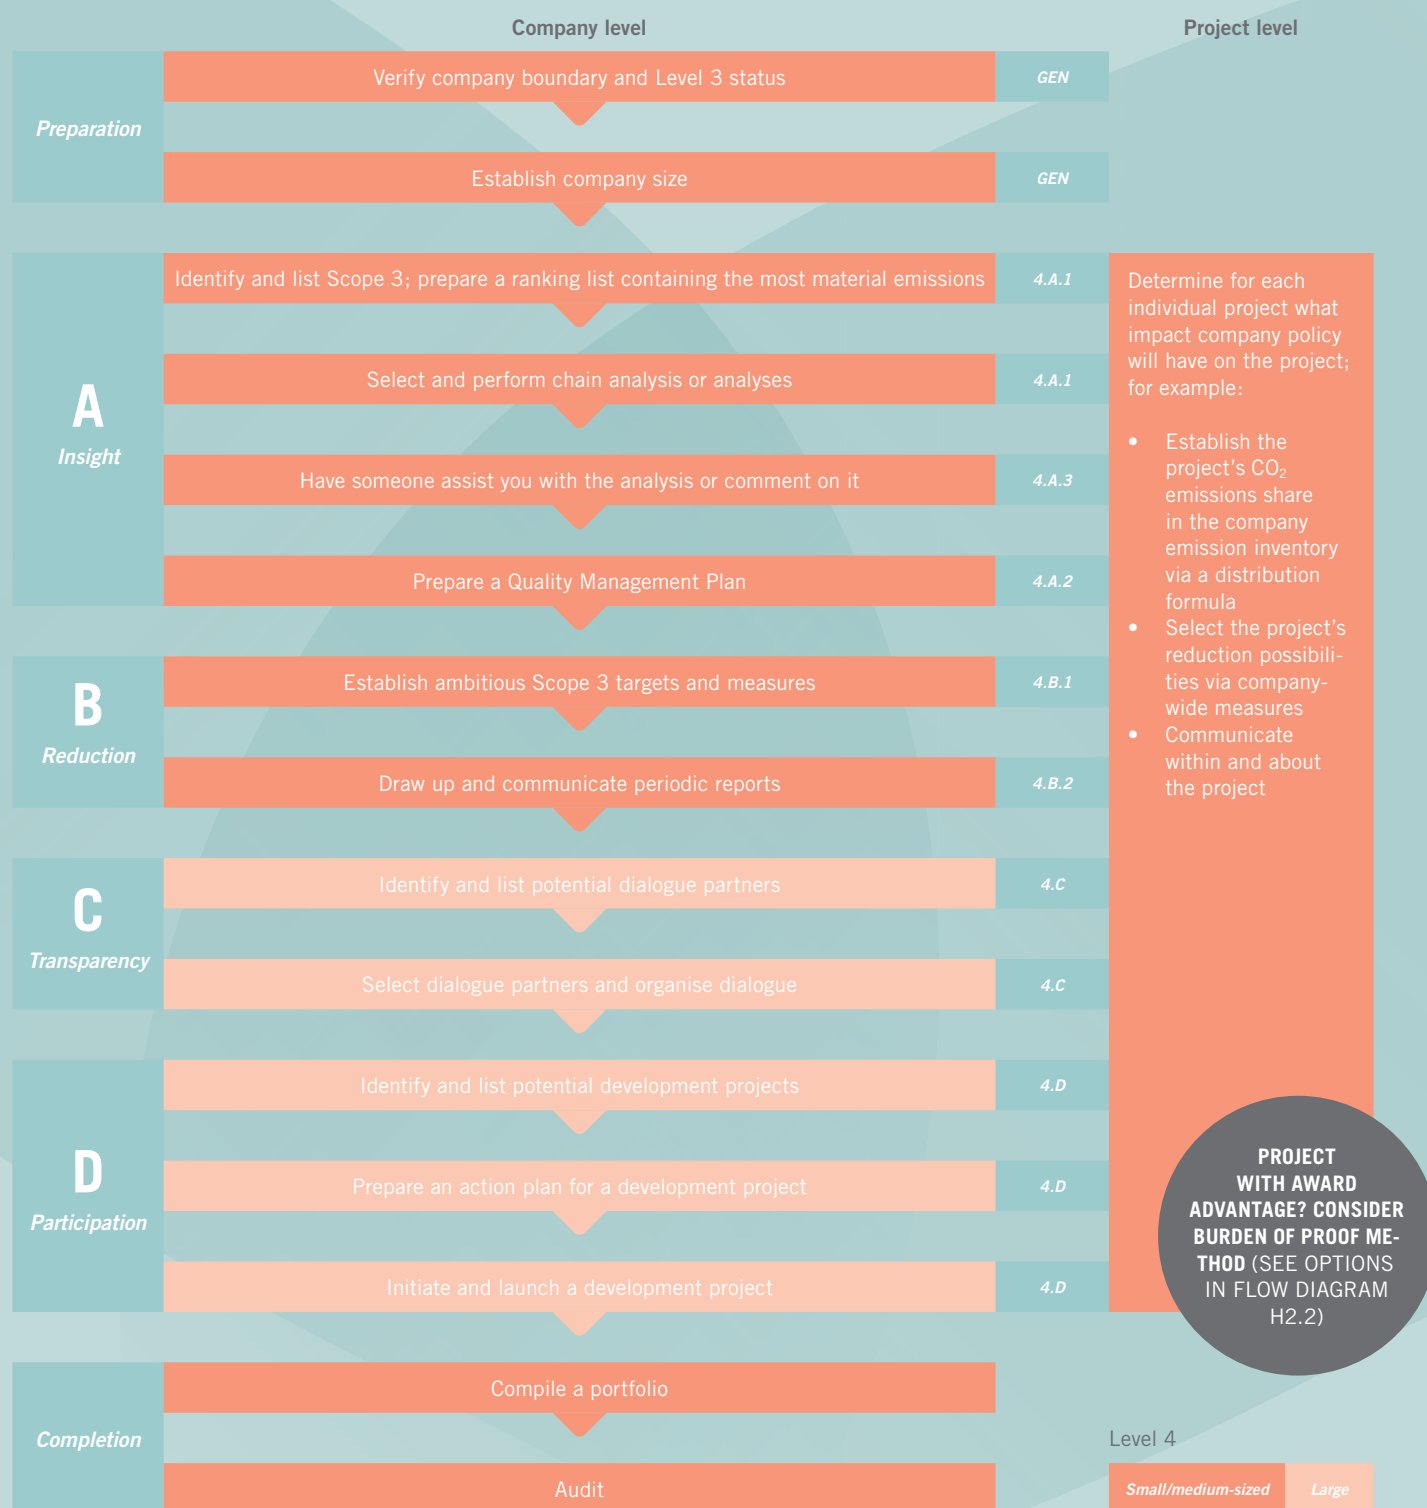 Company level
Project level
Preparation
Verify company boundary and Level 3 status
GEN
Establish company size
GEN
A
Insight
Identify and list Scope 3; prepare a ranking list containing the most material emissions
4.A.1
Select and perform chain analysis or analyses
4.A.1
Have someone assist you with the analysis or comment on it
4.A.3
Prepare a Quality Management Plan
4.A.2
B
Reduction
Establish ambitious Scope 3 targets and measures
4.B.1
Draw up and communicate periodic reports
4.B.2
C
Transparency
Identify and list potential dialogue partners
4.C
Select dialogue partners and organise dialogue
4.C
D
Participation
Identify and list potential development projects
4.D
Prepare an action plan for a development project
4.D
Initiate and launch a development project
4.D
Determine for each
individual project what
impact company policy
will have on the project;
for example:
• Establish the
project's CO₂
emissions share
in the company
emission inventory
via a distribution
formula
• Select the project's
reduction possibili-
ties via company-
wide measures
• Communicate
within and about
the project
PROJECT
WITH AWARD
ADVANTAGE? CONSIDER
BURDEN OF PROOF ME-
THOD (SEE OPTIONS
IN FLOW DIAGRAM
H2.2)
Completion
Compile a portfolio
Audit
Level 4
Small/medium-sized
Large